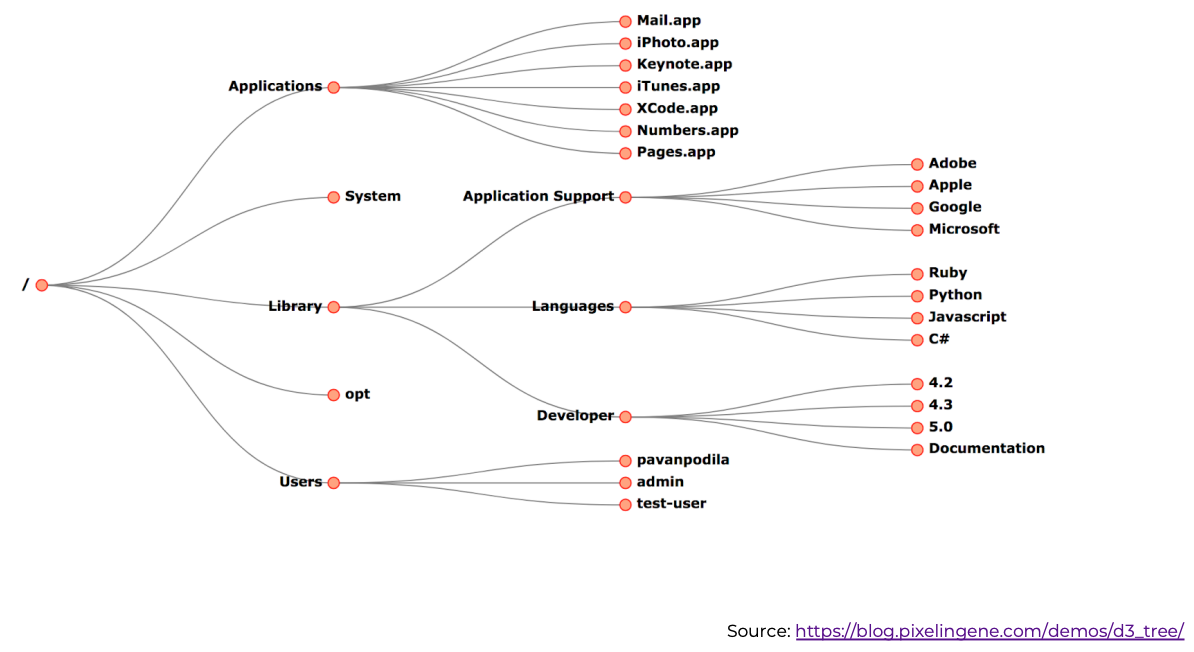 /
Applications
Mail.app
iPhoto.app
Keynote.app
iTunes.app
XCode.app
Numbers.app
Pages.app
System
Library
Application Support
Adobe
Apple
Google
Microsoft
Languages
Ruby
Python
Javascript
C#
Developer
4.2
4.3
5.0
Documentation
opt
Users
pavanpodila
admin
test-user
Source: https://blog.pixelingene.com/demos/d3_tree/